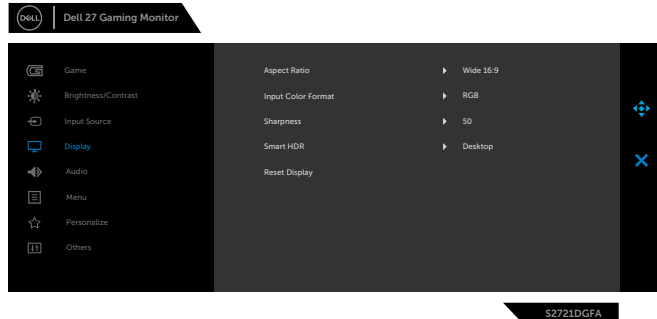 DELL
Dell 27 Gaming Monitor
Game
Brightness/Contrast
Input Source
Display
Audio
Menu
Personalize
Others
Aspect Ratio
Wide 16:9
Input Color Format
RGB
Sharpness
50
Smart HDR
Desktop
Reset Display
S2721DGFA